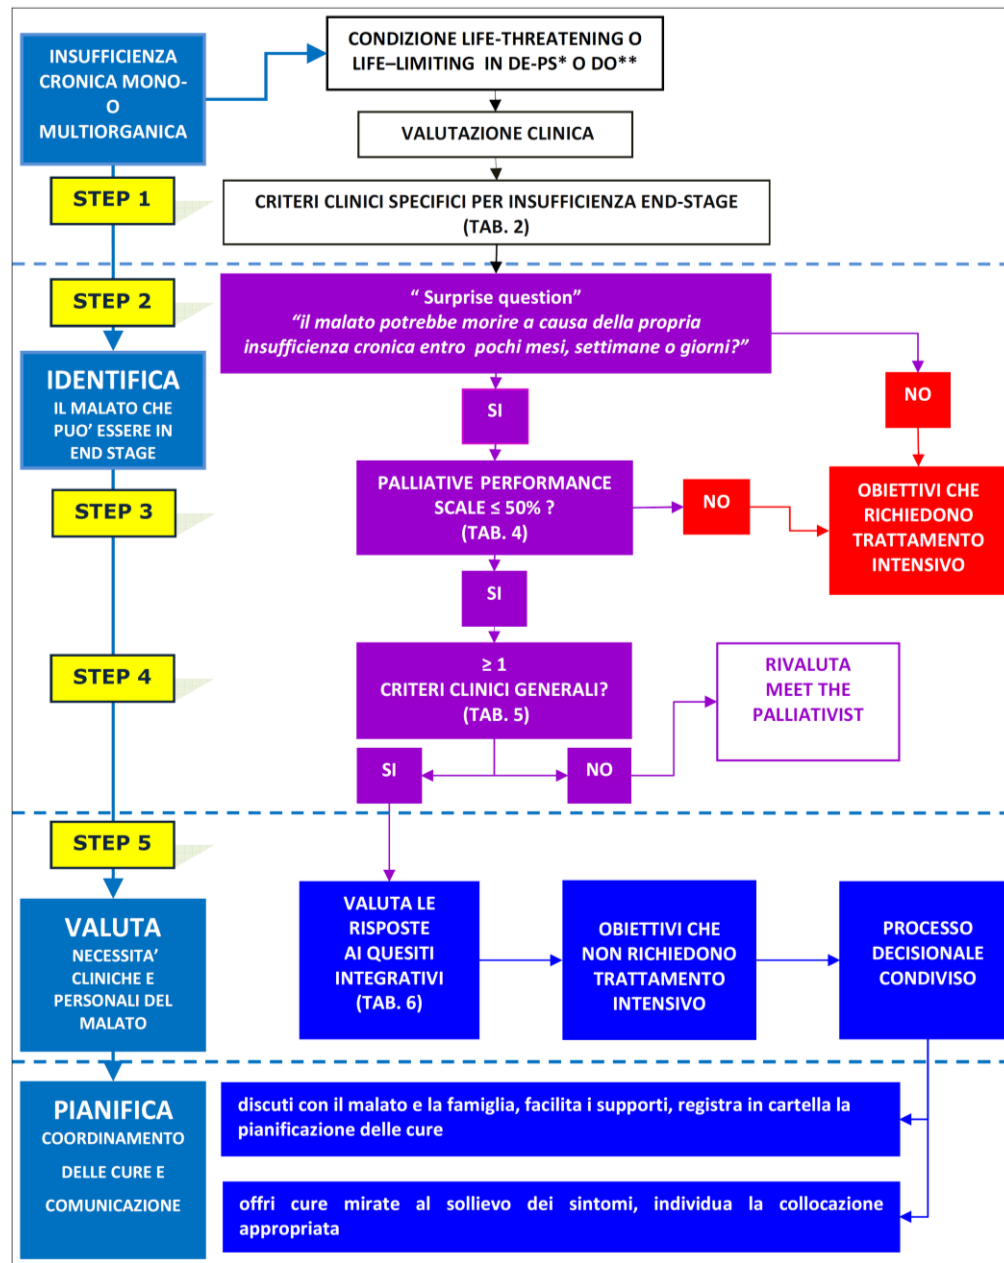 INSUFFICIENZA
CRONICA MONO-
O
MULTIORGANICA
CONDIZIONE LIFE-THREATENING O
LIFE–LIMITING IN DE-PS* O DO**
VALUTAZIONE CLINICA
STEP 1
CRITERI CLINICI SPECIFICI PER INSUFFICIENZA END-STAGE
(TAB. 2)
STEP 2
“ Surprise question”
“il malato potrebbe morire a causa della propria
insufficienza cronica entro pochi mesi, settimane o giorni?”
IDENTIFICA
IL MALATO CHE
PUO’ ESSERE IN
END STAGE
SI
NO
STEP 3
PALLIATIVE PERFORMANCE
SCALE ≤ 50% ?
(TAB. 4)
NO
OBIETTIVI CHE
RICHIEDONO
TRATTAMENTO
INTENSIVO
SI
STEP 4
≥ 1
CRITERI CLINICI GENERALI?
(TAB. 5)
RIVALUTA
MEET THE
PALLIATIVIST
SI
NO
STEP 5
VALUTA
NECESSITA’
CLINICHE E
PERSONALI DEL
MALATO
VALUTA LE
RISPOSTE
AI QUESITI
INTEGRATIVI
(TAB. 6)
OBIETTIVI CHE
NON RICHIEDONO
TRATTAMENTO
INTENSIVO
PROCESSO
DECISIONALE
CONDIVISO
PIANIFICA
COORDINAMENTO
DELLE CURE E
COMUNICAZIONE
discuti con il malato e la famiglia, facilita i supporti, registra in cartella la
pianificazione delle cure
offri cure mirate al sollievo dei sintomi, individua la collocazione
appropriata